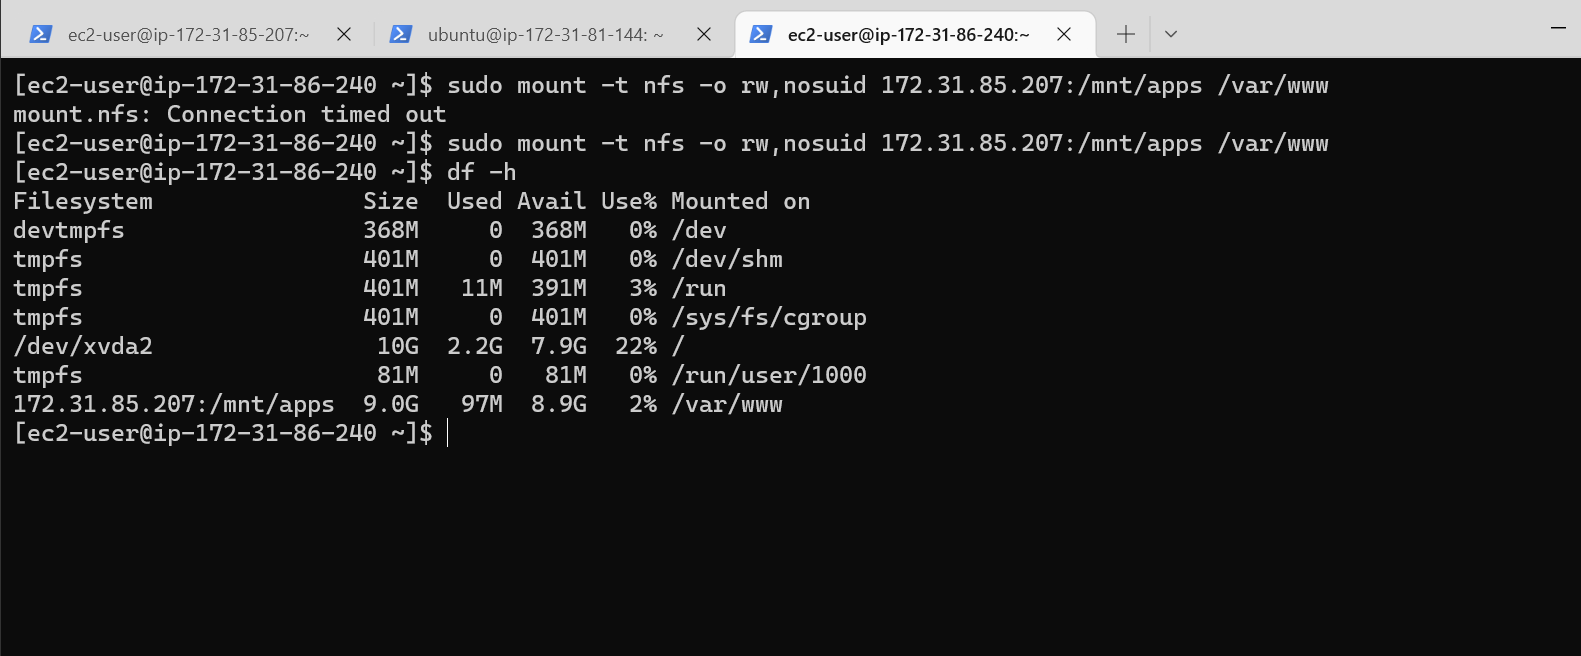 ec2-user@ip-172-31-85-207:~ ubuntu@ip-172-31-81-144: ~ ec2-user@ip-172-31-86-240:~
[ec2-user@ip-172-31-86-240 ~]$ sudo mount -t nfs -o rw,nosuid 172.31.85.207:/mnt/apps /var/www
mount.nfs: Connection timed out
[ec2-user@ip-172-31-86-240 ~]$ sudo mount -t nfs -o rw,nosuid 172.31.85.207:/mnt/apps /var/www
[ec2-user@ip-172-31-86-240 ~]$ df -h
Filesystem               Size  Used Avail Use% Mounted on
devtmpfs                 368M     0  368M   0% /dev
tmpfs                    401M     0  401M   0% /dev/shm
tmpfs                    401M   11M  391M   3% /run
tmpfs                    401M     0  401M   0% /sys/fs/cgroup
/dev/xvda2                10G  2.2G  7.9G  22% /
tmpfs                     81M     0   81M   0% /run/user/1000
172.31.85.207:/mnt/apps  9.0G   97M  8.9G   2% /var/www
[ec2-user@ip-172-31-86-240 ~]$